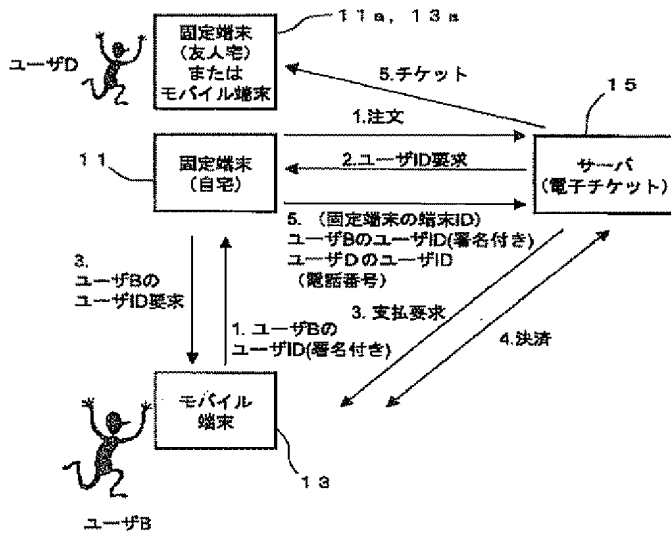 11a, 13a
ユーザD
固定端末
(友人宅)
または
モバイル端末
5.チケット
15
1.注文
11
固定端末
(自宅)
2.ユーザID要求
サーバ
(電子チケット)
5. (固定端末の端末ID)
ユーザBのユーザID(署名付き)
ユーザDのユーザID
(電話番号)
3.
ユーザBの
ユーザID要求
1. ユーザBの
ユーザID(署名付き)
3. 支払要求
4.決済
モバイル
端末
13
ユーザB